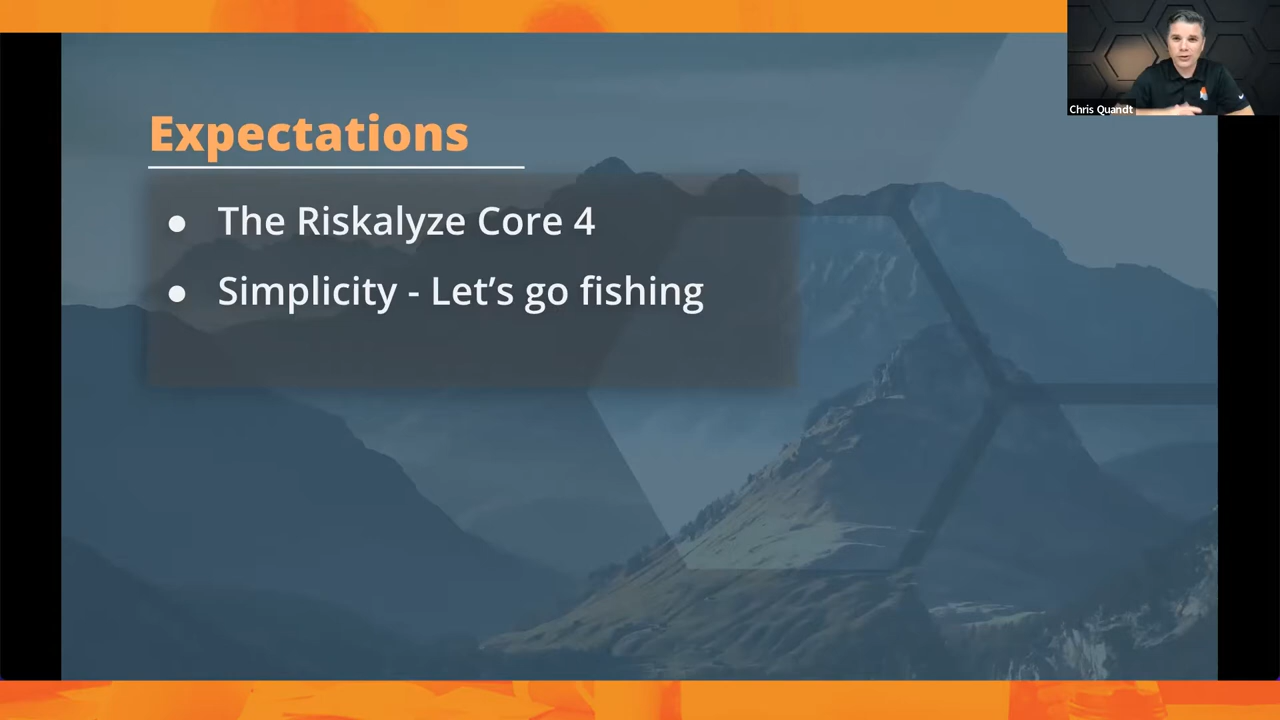 Expectations
● The Riskalyze Core 4
● Simplicity - Let’s go fishing
Chris Quandt